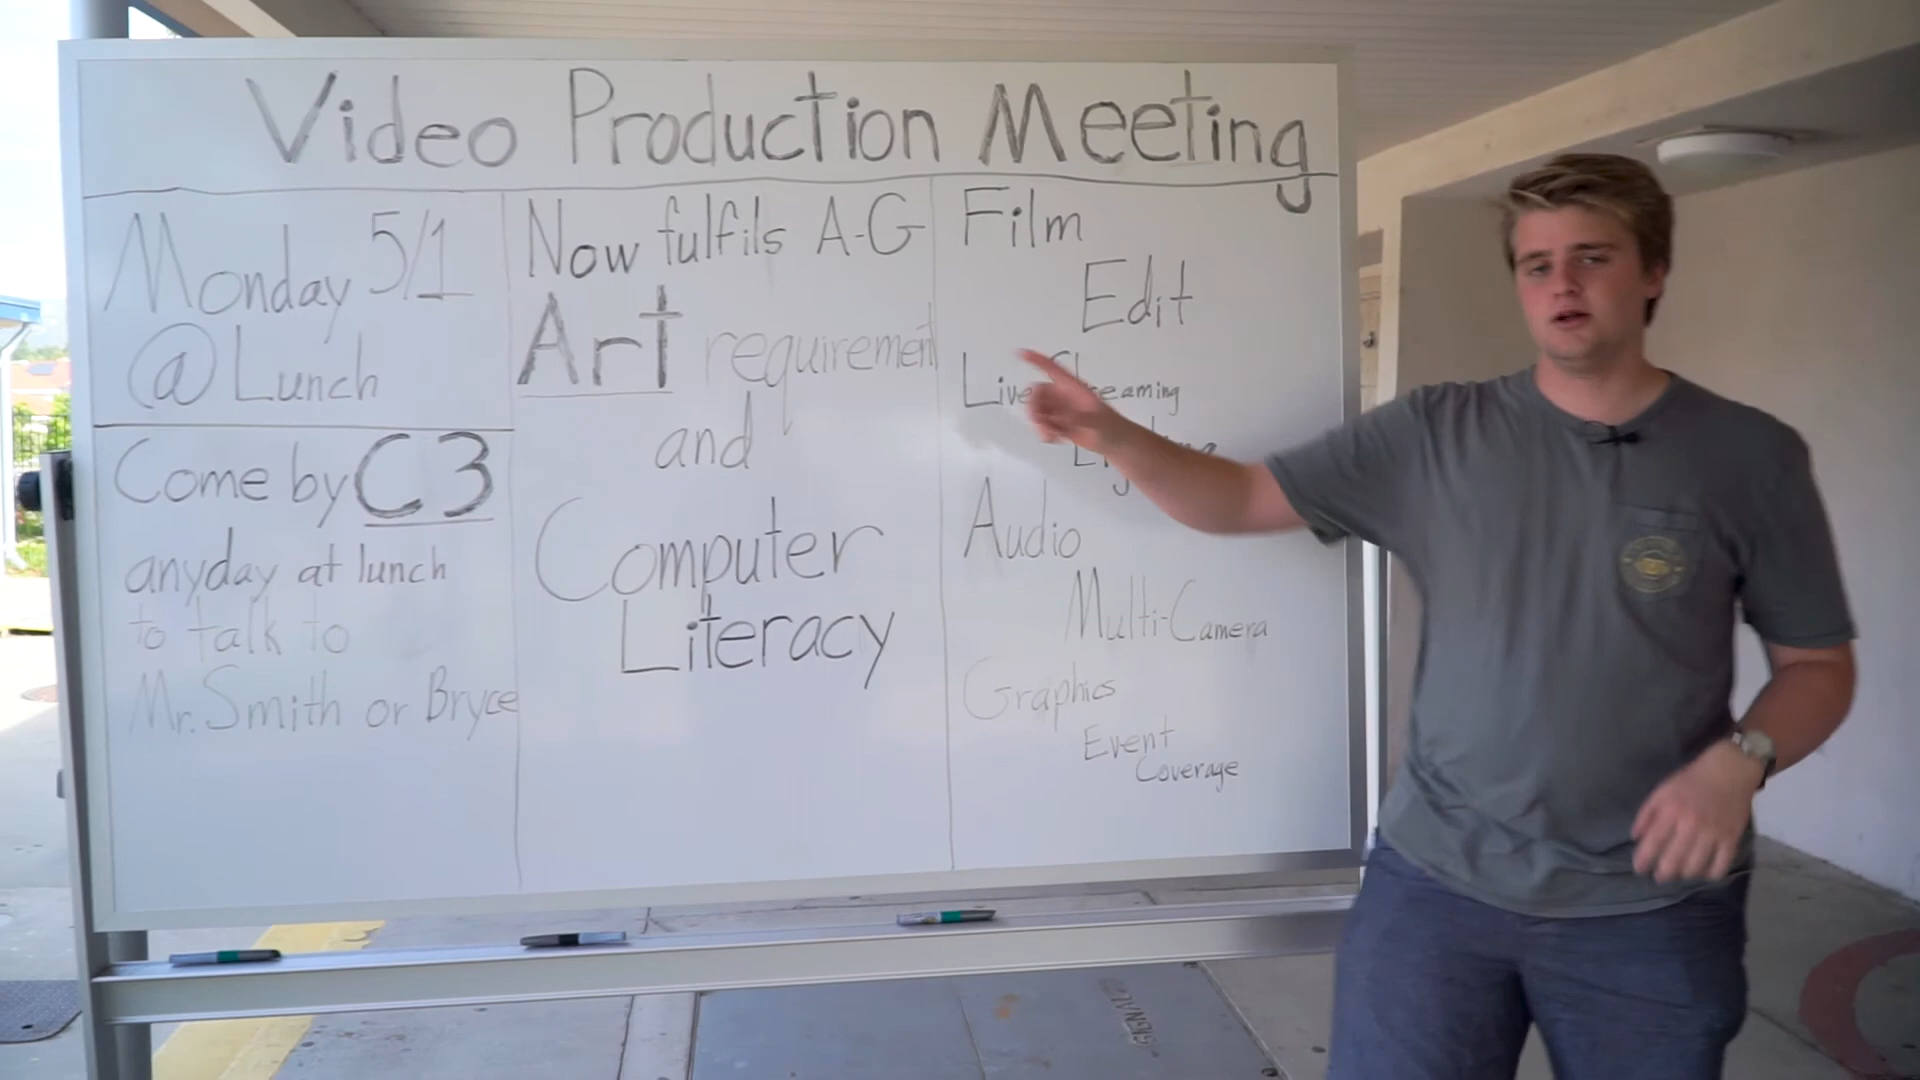 Video Production Meeting
Monday 5/1
@ Lunch
Come by C3
anyday at lunch
to talk to
Mr. Smith or Bryce
Now fulfils A-G
Art requirement
and
Computer
Literacy
Film
Edit
Live Streaming
Audio
Multi-Camera
Graphics
Event
Coverage
SIGNAL